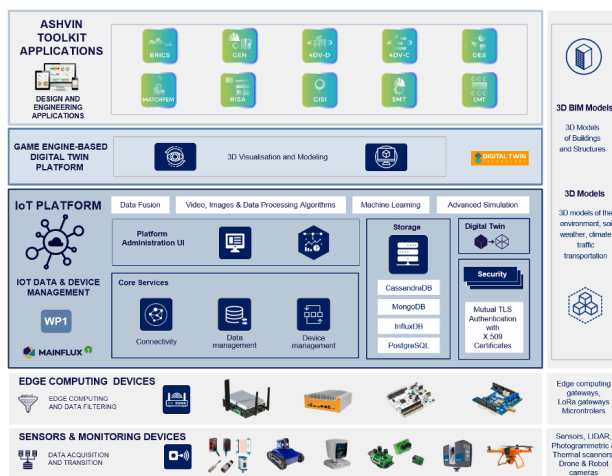 ASHVIN
TOOLKIT
APPLICATIONS
DESIGN AND
ENGINEERING
APPLICATIONS
BRICS
GEN
4DV-D
4DV-C
DES
MATCHFEM
RISA
GISI
SMT
CMT
GAME ENGINE-BASED
DIGITAL TWIN
PLATFORM
3D Visualisation and Modeling
DIGITAL TWIN
IoT PLATFORM
IOT DATA & DEVICE
MANAGEMENT
WP1
MAINFLUX
Data Fusion
Video, Images & Data Processing Algorithms
Machine Learning
Advanced Simulation
Platform
Administration UI
Core Services
Connectivity
Data
management
Device
management
Storage
CassandraDB
MongoDB
InfluxDB
PostgreSQL
Digital Twin
Security
Mutual TLS
Authentication
with
X.509
Certificates
EDGE COMPUTING DEVICES
EDGE COMPUTING
AND DATA FILTERING
SENSORS & MONITORING DEVICES
DATA ACQUISITION
AND TRANSITION
3D BIM Models
3D Models
of Buildings
and Structures
3D Models
3D models of the
environment, soi
weather, climate
traffic
transportation
Edge computing
gateways,
LoRa gateways
Microntrolers
Sensors, LIDAR,
Photogrammetric a
Thermal scanners
Drone & Robot
cameras